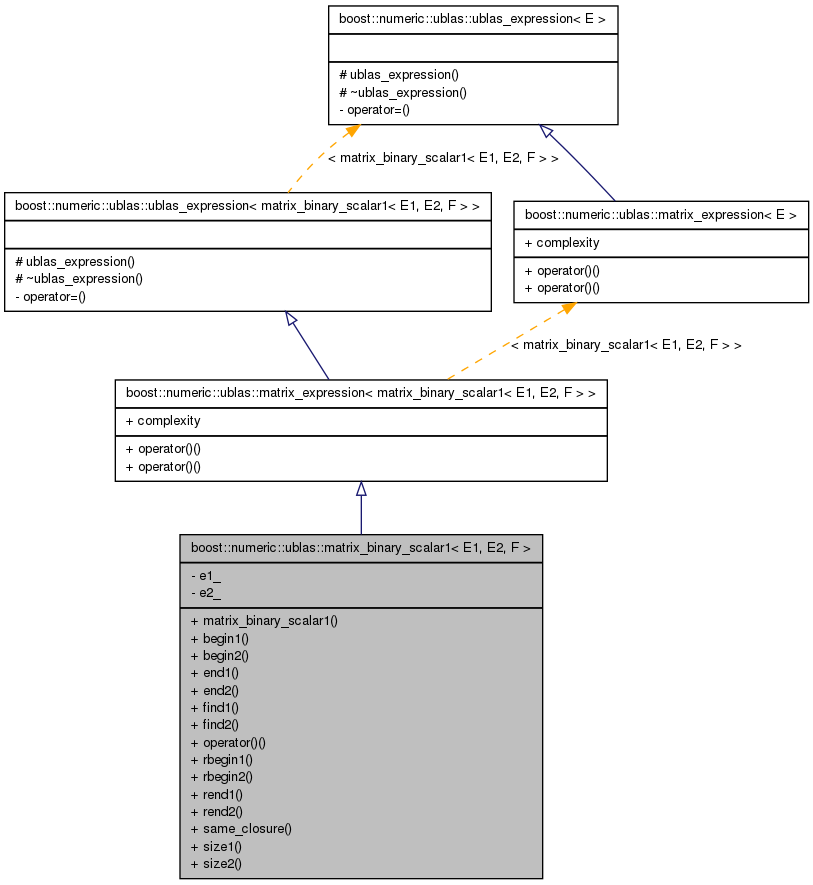 boost::numeric::ublas::ublas_expression< E >
# ublas_expression()
# ~ublas_expression()
- operator=()
< matrix_binary_scalar1< E1, E2, F > >
boost::numeric::ublas::ublas_expression< matrix_binary_scalar1< E1, E2, F > >
# ublas_expression()
# ~ublas_expression()
- operator=()
boost::numeric::ublas::matrix_expression< E >
+ complexity
+ operator()()
+ operator()()
< matrix_binary_scalar1< E1, E2, F > >
boost::numeric::ublas::matrix_expression< matrix_binary_scalar1< E1, E2, F > >
+ complexity
+ operator()()
+ operator()()
boost::numeric::ublas::matrix_binary_scalar1< E1, E2, F >
- e1_
- e2_
+ matrix_binary_scalar1()
+ begin1()
+ begin2()
+ end1()
+ end2()
+ find1()
+ find2()
+ operator()()
+ rbegin1()
+ rbegin2()
+ rend1()
+ rend2()
+ same_closure()
+ size1()
+ size2()